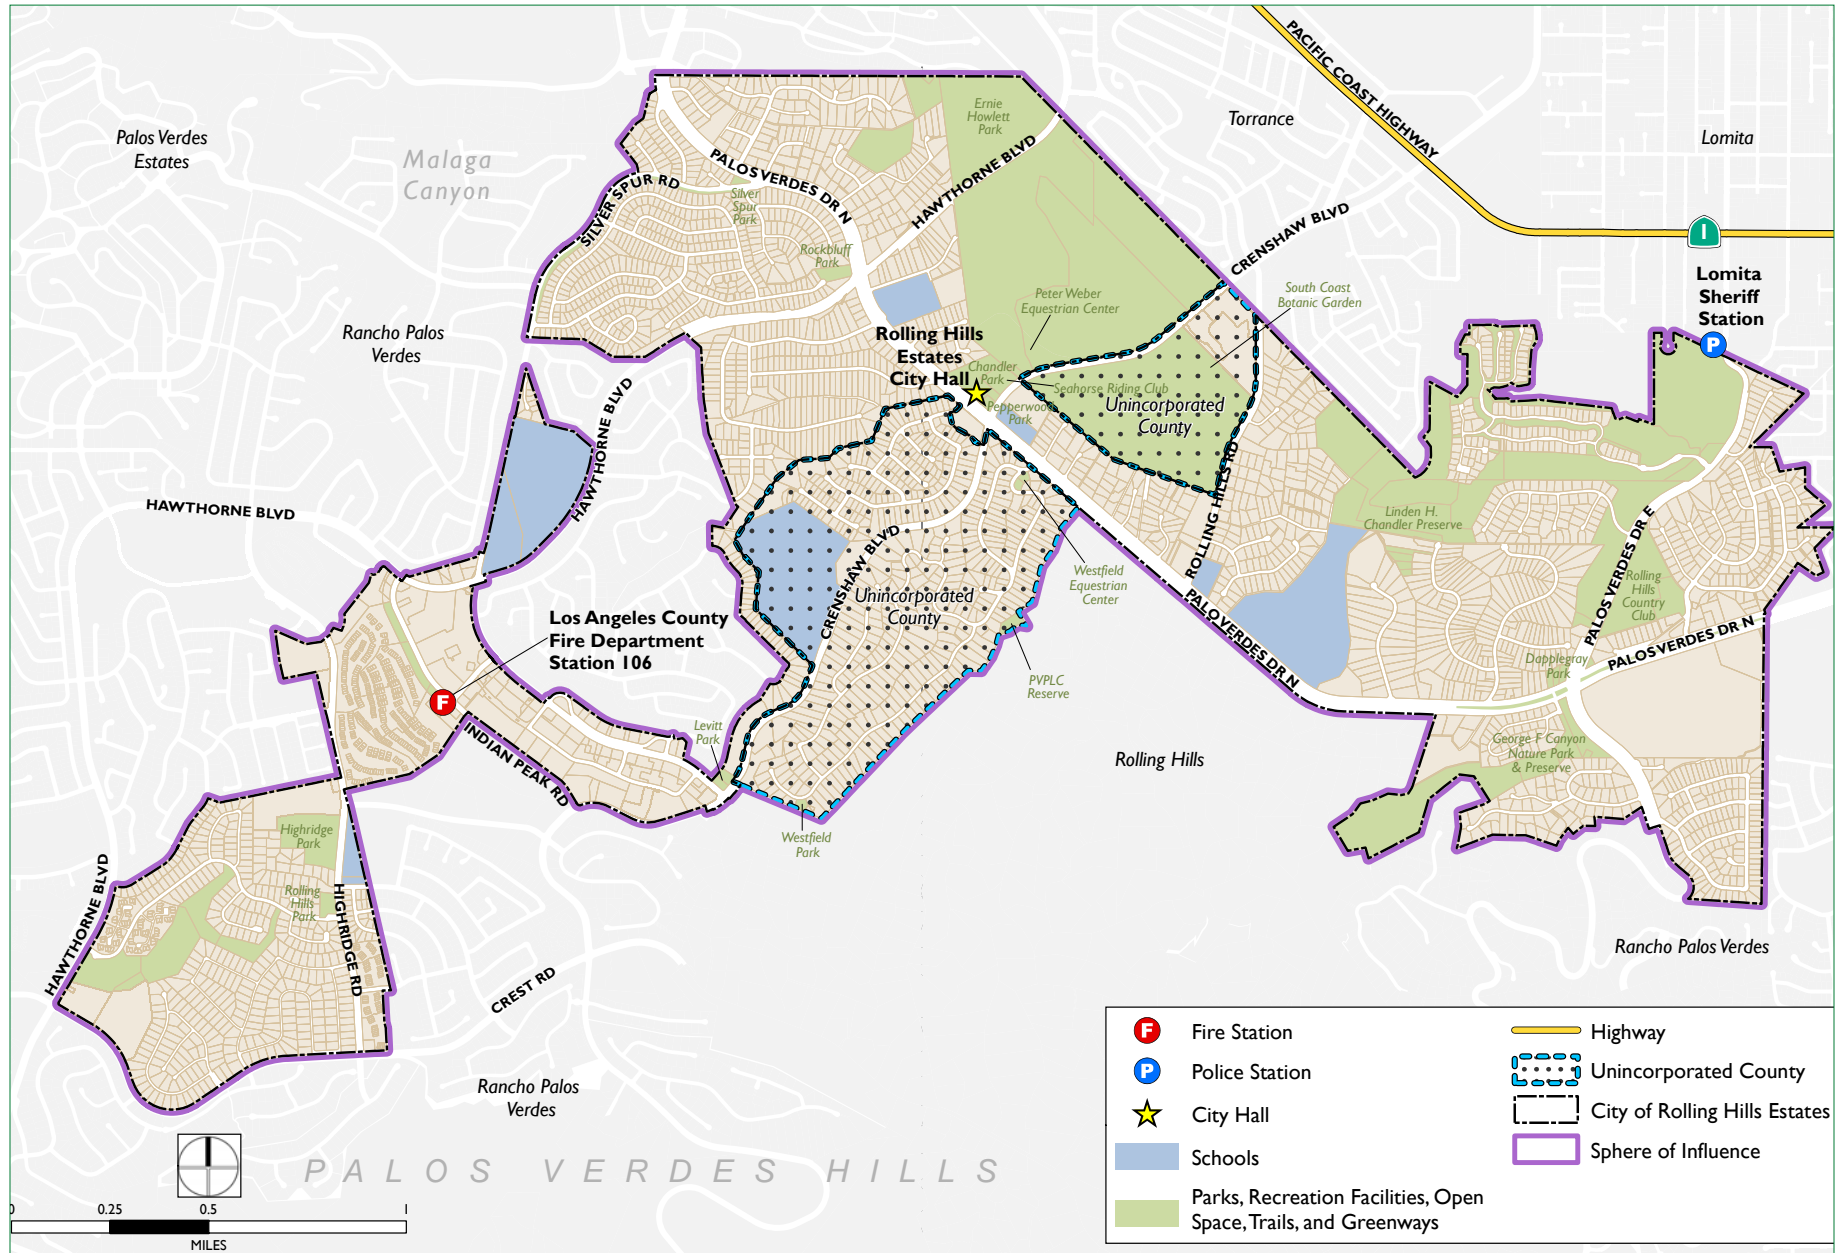 PACIFIC COAST HIGHWAY
Torrance
Lomita
Palos Verdes
Estates
Malaga
Canyon
Ernie
Howlett
Park
PALOS VERDES DR N
HAWTHORNE BLVD
SILVER SPUR RD
Silver
Spur
Park
Rockbluff
Park
CRENSHAW BLVD
1
Lomita
Sheriff
Station
P
South Coast
Botanic Garden
Peter Weber
Equestrian Center
Rancho Palos
Verdes
Rolling Hills
Estates
City Hall
Chandler
Park
Seahorse Riding Club
Pepperwood
Park
Unincorporated
County
HAWTHORNE BLVD
HAWTHORNE BLVD
ROLLING HILLS RD
Linden H.
Chandler Preserve
PALOS VERDES DR E
Rolling
Hills
Country
Club
Westfield
Equestrian
Center
CRENSHAW BLVD
Unincorporated
County
PALO VERDES DR N
PALOS VERDES DR N
Dapplegray
Park
Los Angeles County
Fire Department
Station 106
F
PVPLC
Reserve
Levitt
Park
INDIAN PEAK RD
Rolling Hills
George F Canyon
Nature Park
& Preserve
Westfield
Park
Highridge
Park
Rolling
Hills
Park
HIGHRIDGE RD
HAWTHORNE BLVD
CREST RD
Rancho Palos Verdes
Rancho Palos
Verdes
PALOS VERDES HILLS
0 0.25 0.5 1
MILES
F Fire Station
P Police Station
City Hall
Schools
Parks, Recreation Facilities, Open
Space, Trails, and Greenways
Highway
Unincorporated County
City of Rolling Hills Estates
Sphere of Influence